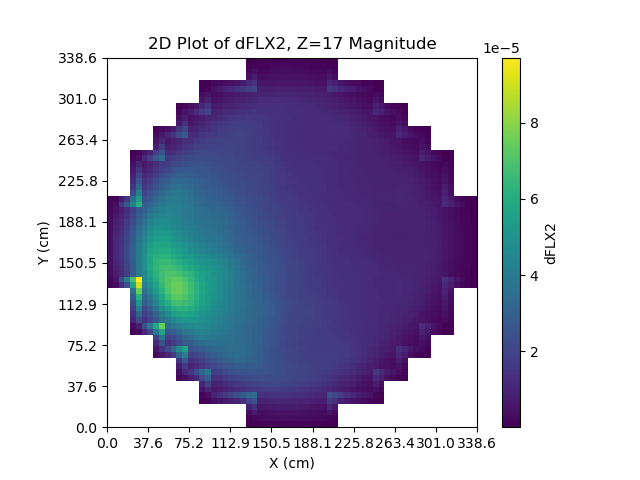 2D Plot of dFLX2, Z=17 Magnitude
1e−5
338.6
301.0
263.4
225.8
188.1
150.5
112.9
75.2
37.6
0.0
Y (cm)
0.0 37.6 75.2 112.9 150.5 188.1 225.8 263.4 301.0 338.6
X (cm)
8
6
4
2
dFLX2